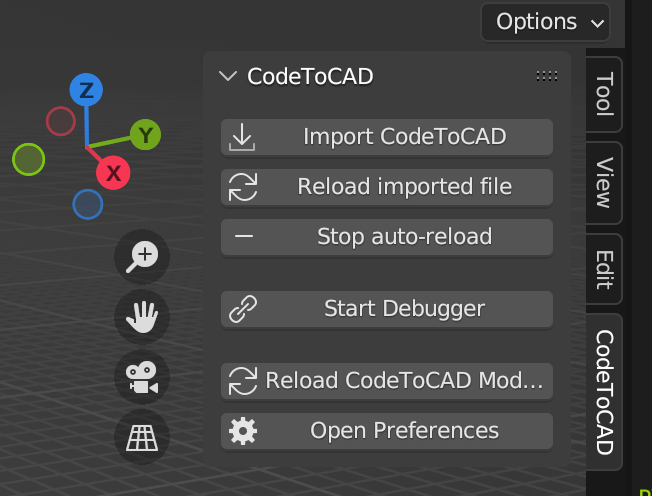 Options
CodeToCAD
Z
Y
X
Import CodeToCAD
Reload imported file
Stop auto-reload
Start Debugger
Reload CodeToCAD Mod...
Open Preferences
Tool
View
Edit
CodeToCAD